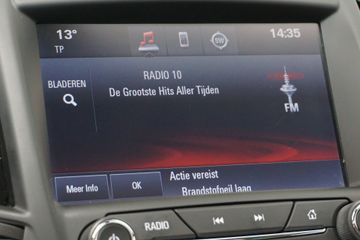 13°
TP
SW
14:35
BLADEREN
RADIO 10
De Grootste Hits Aller Tijden
FM
Meer Info
OK
Actie vereist
Brandstofpeil laag
RADIO